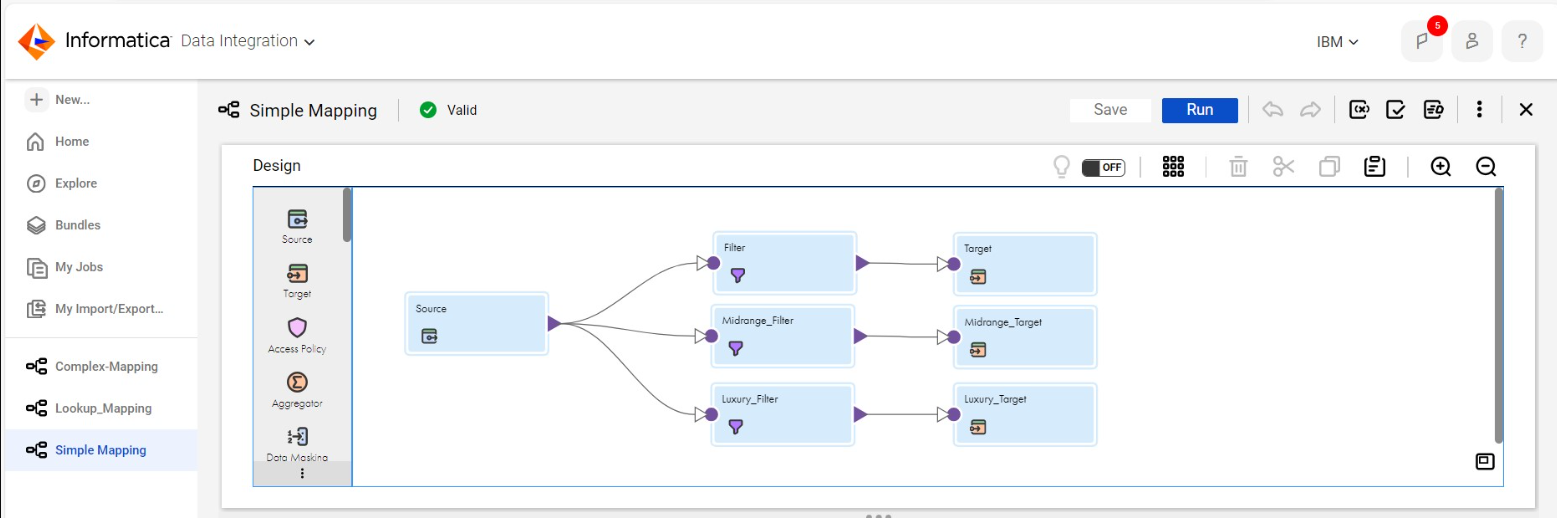 Informatica Data Integration
IBM
5
?
New...
Home
Explore
Bundles
My Jobs
My Import/Export...
Complex-Mapping
Lookup_Mapping
Simple Mapping
Simple Mapping
Valid
Save
Run
Design
OFF
Source
Target
Access Policy
Aggregator
Data Masking
Source
Filter
Target
Midrange_Filter
Midrange_Target
Luxury_Filter
Luxury_Target